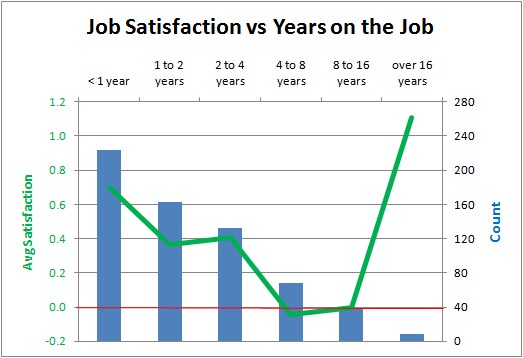 Job Satisfaction vs Years on the Job
< 1 year
1 to 2
years
2 to 4
years
4 to 8
years
8 to 16
years
over 16
years
1.2
1.0
0.8
0.6
0.4
0.2
0.0
-0.2
Avg Satisfaction
280
240
200
160
120
80
40
0
Count